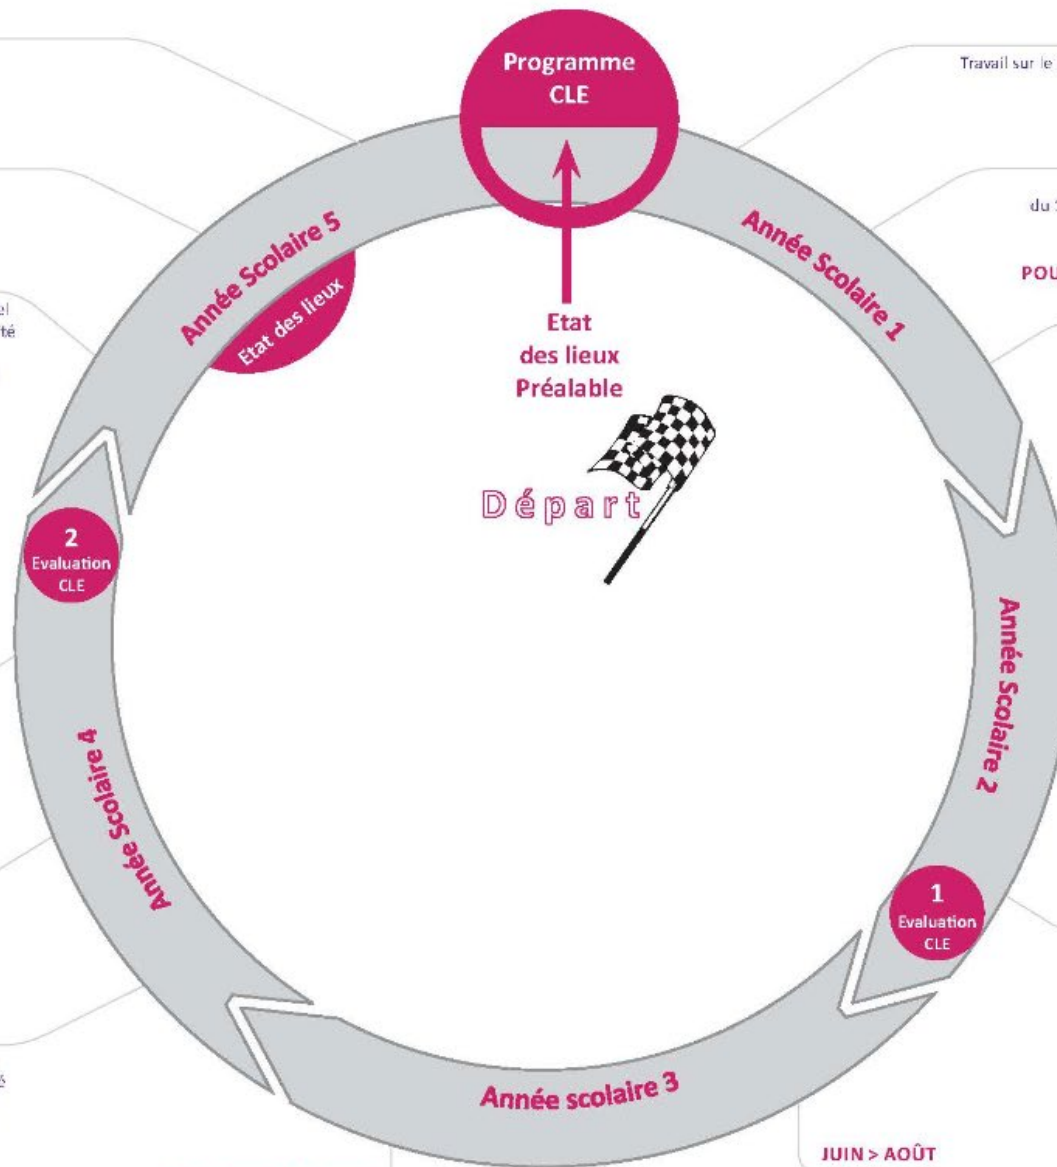 Programme
CLE
Travail sur le
du
POU
Année Scolaire 5
Année Scolaire 1
Etat des lieux
Etat
des lieux
Préalable
el
té
Départ
2
Evaluation
CLE
Année Scolaire 2
Année Scolaire 4
1
Evaluation
CLE
é
Année scolaire 3
JUIN > AOÛT